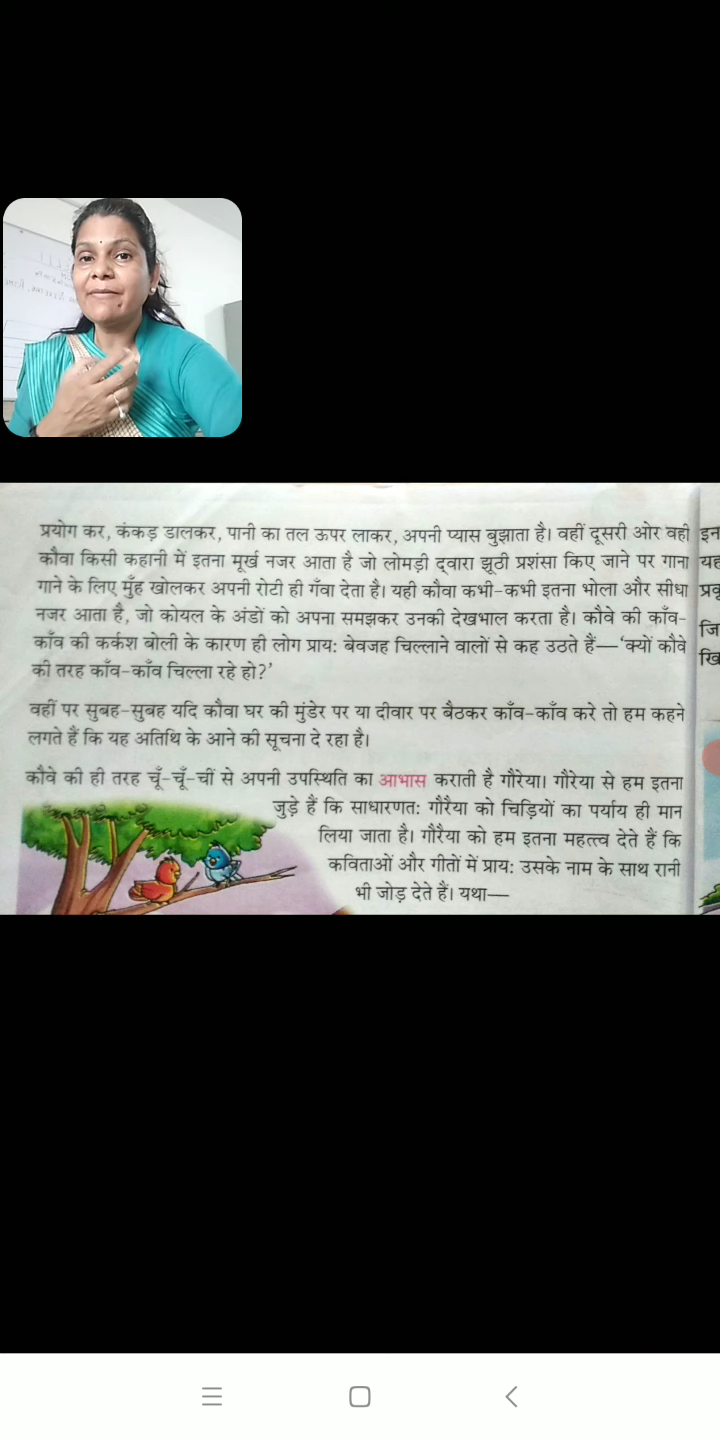 प्रयोग कर, कंकड़ डालकर, पानी का तल ऊपर लाकर, अपनी प्यास बुझाता है। वहीं दूसरी ओर वही
कौवा किसी कहानी में इतना मूर्ख नजर आता है जो लोमड़ी द्वारा झूठी प्रशंसा किए जाने पर गाना
गाने के लिए मुँह खोलकर अपनी रोटी ही गँवा देता है। यही कौवा कभी-कभी इतना भोला और सीधा
नजर आता है, जो कोयल के अंडों को अपना समझकर उनकी देखभाल करता है। कौवे की काँव-
काँव की कर्कश बोली के कारण ही लोग प्राय: बेवजह चिल्लाने वालों से कह उठते हैं—‘क्यों कौवे
की तरह काँव-काँव चिल्ला रहे हो?’
वहीं पर सुबह-सुबह यदि कौवा घर की मुंडेर पर या दीवार पर बैठकर काँव-काँव करे तो हम कहने
लगते हैं कि यह अतिथि के आने की सूचना दे रहा है।
कौवे की ही तरह चूँ-चूँ-चीं से अपनी उपस्थिति का आभास कराती है गौरेया। गौरेया से हम इतना
जुड़े हैं कि साधारणत: गौरैया को चिड़ियों का पर्याय ही मान
लिया जाता है। गौरैया को हम इतना महत्त्व देते हैं कि
कविताओं और गीतों में प्राय: उसके नाम के साथ रानी
भी जोड़ देते हैं। यथा—
इन
यह